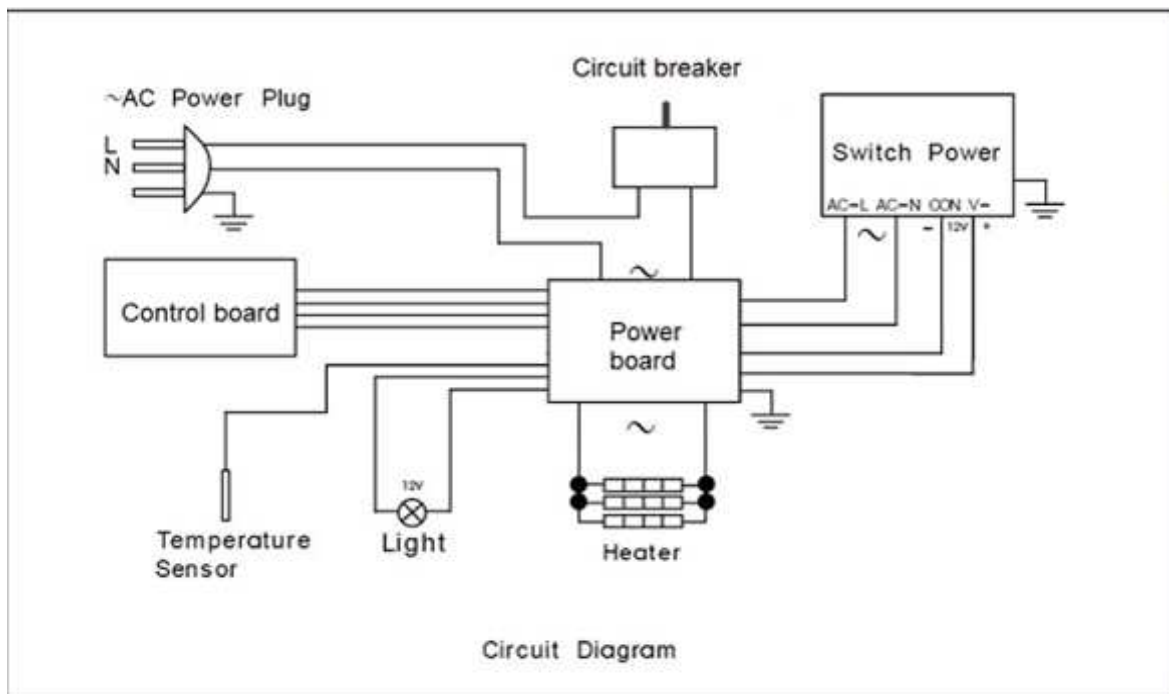 Circuit breaker
~AC Power Plug
L
N
Switch Power
AC-L AC-N CON V-
~ - 12V +
Control board
~
Power
board
~
12V
Temperature
Sensor
Light
Heater
Circuit Diagram